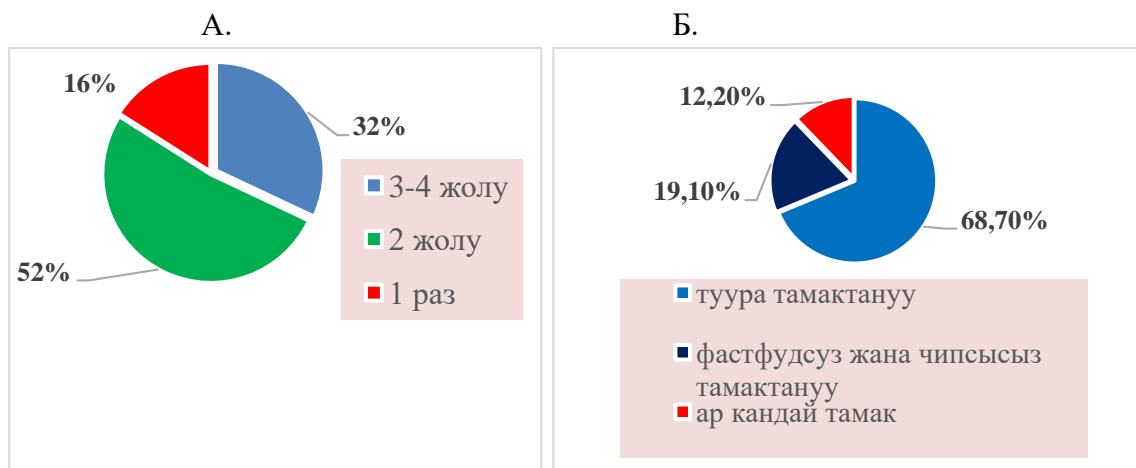 А.
16%
32%
52%
3-4 жолу
2 жолу
1 раз
Б.
12,20%
19,10%
68,70%
туура тамактануу
фастфудсуз жана чипсысыз
тамактануу
ар кандай тамак